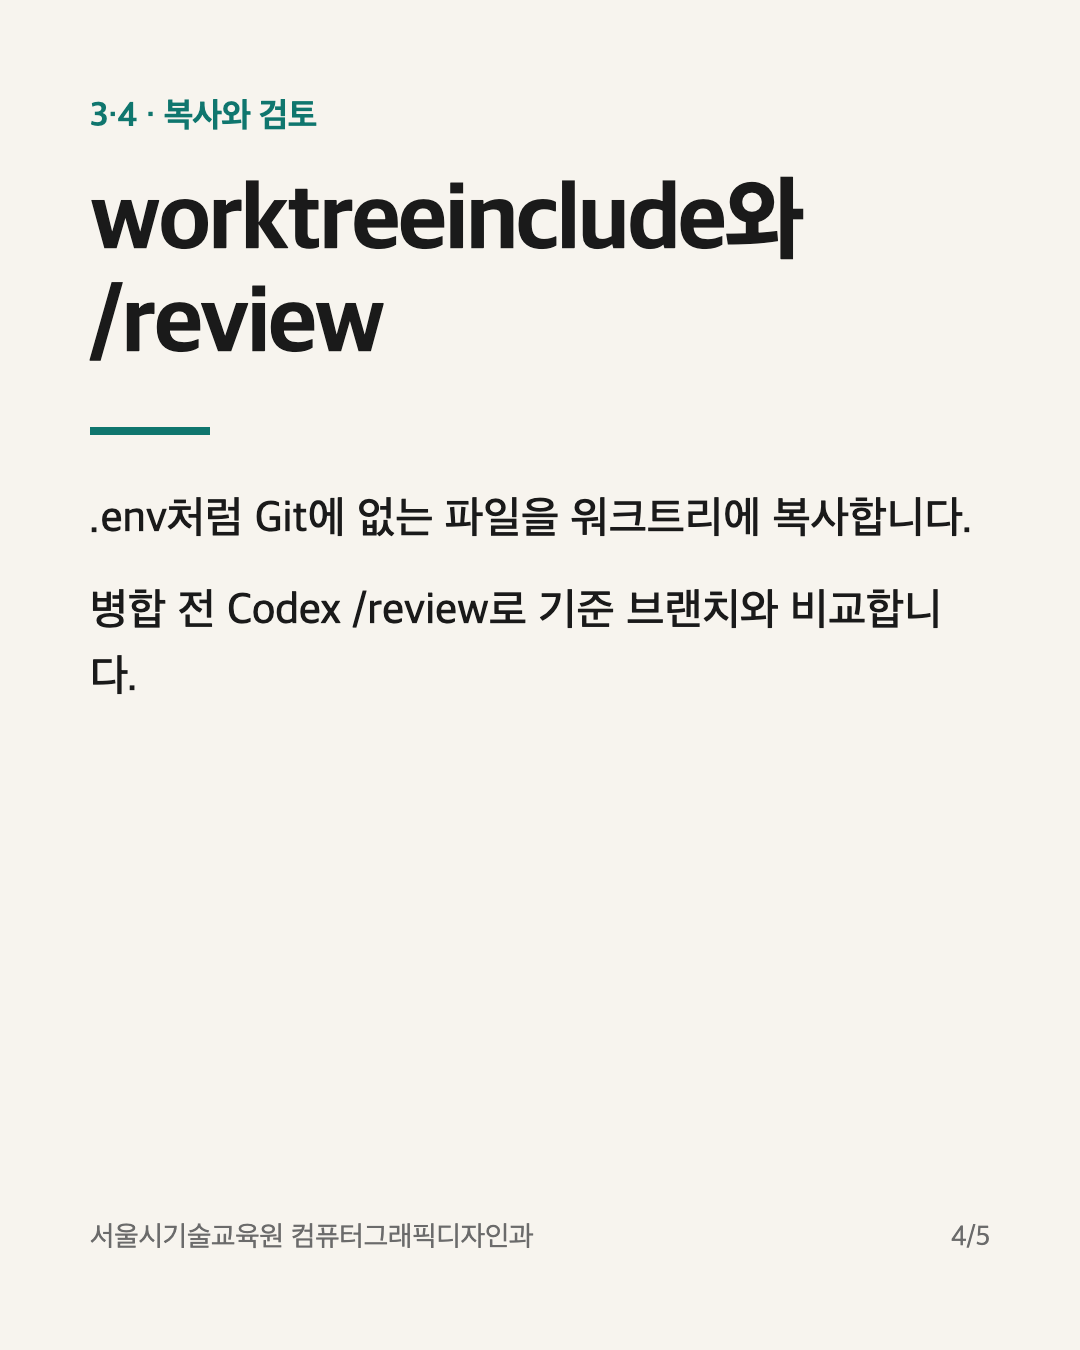 3·4 · 복사와 검토
worktreeinclude와
/review
.env처럼 Git에 없는 파일을 워크트리에 복사합니다.
병합 전 Codex /review로 기준 브랜치와 비교합니
다.
서울시기술교육원 컴퓨터그래픽디자인과
4/5